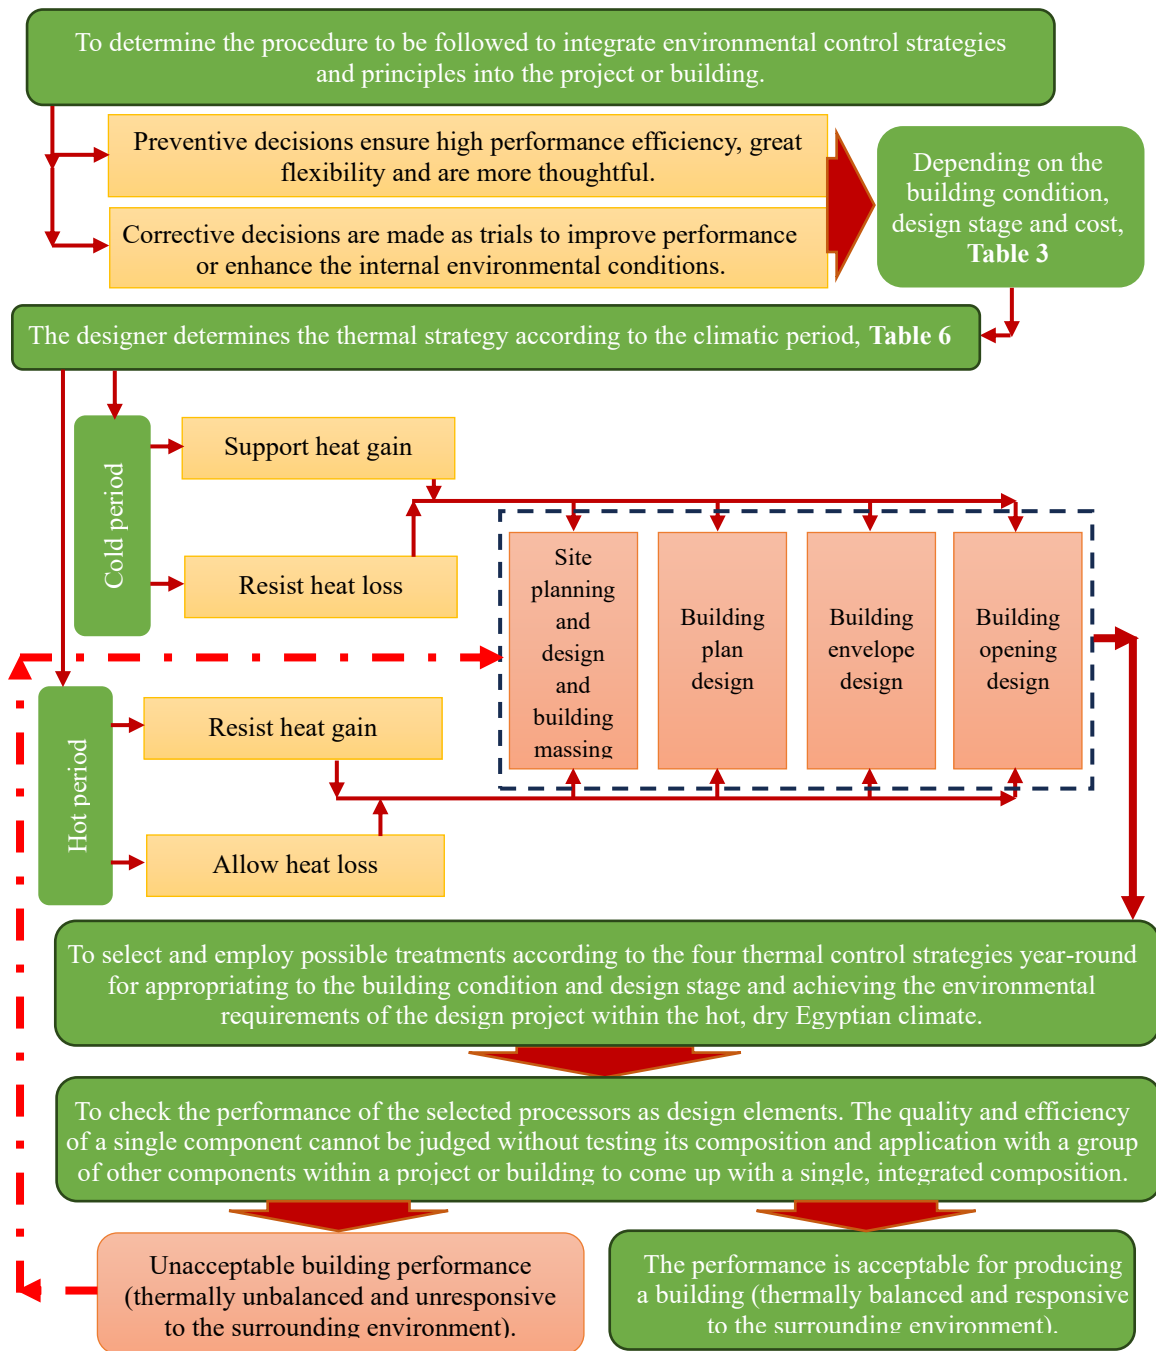 To determine the procedure to be followed to integrate environmental control strategies
and principles into the project or building.
Preventive decisions ensure high performance efficiency, great
flexibility and are more thoughtful.
Corrective decisions are made as trials to improve performance
or enhance the internal environmental conditions.
Depending on the
building condition,
design stage and cost,
Table 3
The designer determines the thermal strategy according to the climatic period, Table 6
Cold period
Support heat gain
Resist heat loss
Hot period
Resist heat gain
Allow heat loss
Site
planning
and
design
and
building
massing
Building
plan
design
Building
envelope
design
Building
opening
design
To select and employ possible treatments according to the four thermal control strategies year-round
for appropriating to the building condition and design stage and achieving the environmental
requirements of the design project within the hot, dry Egyptian climate.
To check the performance of the selected processors as design elements. The quality and efficiency
of a single component cannot be judged without testing its composition and application with a group
of other components within a project or building to come up with a single, integrated composition.
Unacceptable building performance
(thermally unbalanced and unresponsive
to the surrounding environment).
The performance is acceptable for producing
a building (thermally balanced and responsive
to the surrounding environment).